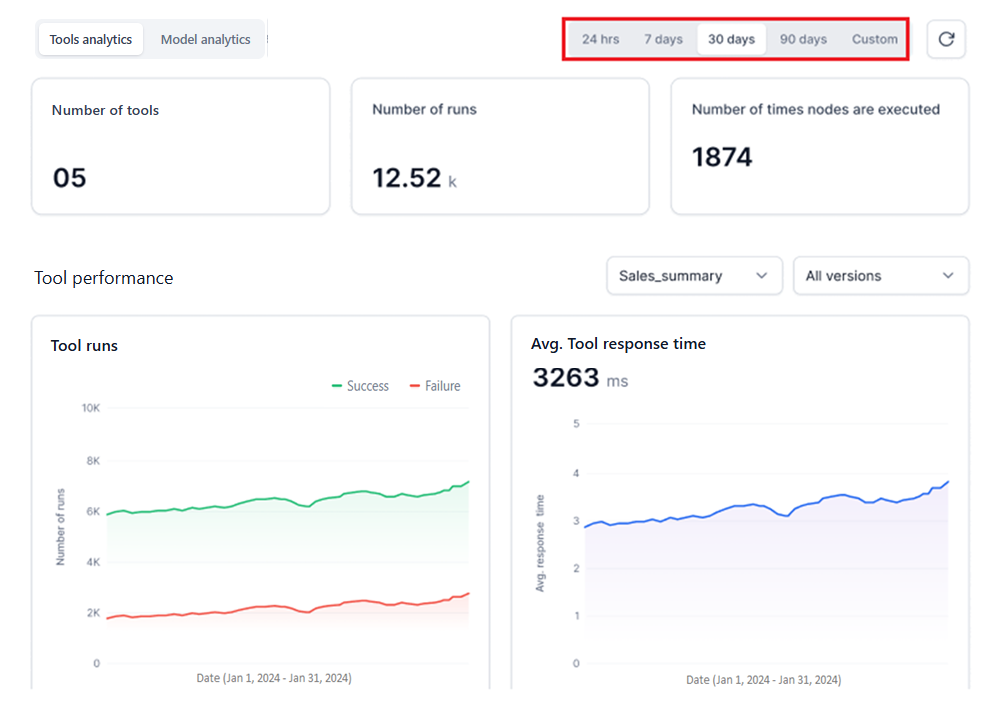 Tools analytics Model analytics 24 hrs 7 days 30 days 90 days Custom
Number of tools
05
Number of runs
12.52 k
Number of times nodes are executed
1874
Tool performance Sales_summary All versions
Tool runs
Success Failure
10K
8K
6K
4K
2K
0
Number of runs
Date (Jan 1, 2024 - Jan 31, 2024)
Avg. Tool response time
3263 ms
5
4
3
2
1
0
Avg. response time
Date (Jan 1, 2024 - Jan 31, 2024)